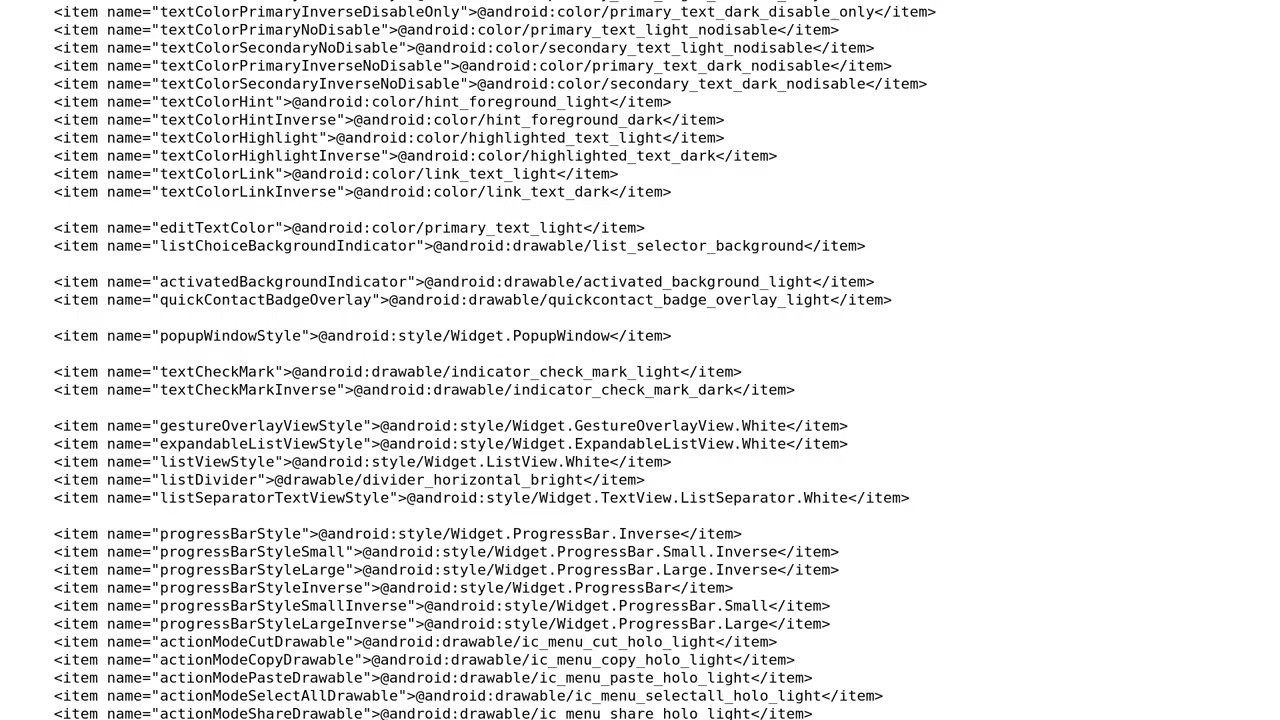 <item name="textColorPrimaryInverseDisableOnly">@android:color/primary_text_dark_disable_only</item>
<item name="textColorPrimaryNoDisable">@android:color/primary_text_light_nodisable</item>
<item name="textColorSecondaryNoDisable">@android:color/secondary_text_light_nodisable</item>
<item name="textColorPrimaryInverseNoDisable">@android:color/primary_text_dark_nodisable</item>
<item name="textColorSecondaryInverseNoDisable">@android:color/secondary_text_dark_nodisable</item>
<item name="textColorHint">@android:color/hint_foreground_light</item>
<item name="textColorHintInverse">@android:color/hint_foreground_dark</item>
<item name="textColorHighlight">@android:color/highlighted_text_light</item>
<item name="textColorHighlightInverse">@android:color/highlighted_text_dark</item>
<item name="textColorLink">@android:color/link_text_light</item>
<item name="textColorLinkInverse">@android:color/link_text_dark</item>
<item name="editTextColor">@android:color/primary_text_light</item>
<item name="listChoiceBackgroundIndicator">@android:drawable/list_selector_background</item>
<item name="activatedBackgroundIndicator">@android:drawable/activated_background_light</item>
<item name="quickContactBadgeOverlay">@android:drawable/quickcontact_badge_overlay_light</item>
<item name="popupWindowStyle">@android:style/Widget.PopupWindow</item>
<item name="textCheckMark">@android:drawable/indicator_check_mark_light</item>
<item name="textCheckMarkInverse">@android:drawable/indicator_check_mark_dark</item>
<item name="gestureOverlayViewStyle">@android:style/Widget.GestureOverlayView.White</item>
<item name="expandableListViewStyle">@android:style/Widget.ExpandableListView.White</item>
<item name="listViewStyle">@android:style/Widget.ListView.White</item>
<item name="listDivider">@drawable/divider_horizontal_bright</item>
<item name="listSeparatorTextViewStyle">@android:style/Widget.TextView.ListSeparator.White</item>
<item name="progressBarStyle">@android:style/Widget.ProgressBar.Inverse</item>
<item name="progressBarStyleSmall">@android:style/Widget.ProgressBar.Small.Inverse</item>
<item name="progressBarStyleLarge">@android:style/Widget.ProgressBar.Large.Inverse</item>
<item name="progressBarStyleInverse">@android:style/Widget.ProgressBar</item>
<item name="progressBarStyleSmallInverse">@android:style/Widget.ProgressBar.Small</item>
<item name="progressBarStyleLargeInverse">@android:style/Widget.ProgressBar.Large</item>
<item name="actionModeCutDrawable">@android:drawable/ic_menu_cut_holo_light</item>
<item name="actionModeCopyDrawable">@android:drawable/ic_menu_copy_holo_light</item>
<item name="actionModePasteDrawable">@android:drawable/ic_menu_paste_holo_light</item>
<item name="actionModeSelectAllDrawable">@android:drawable/ic_menu_selectall_holo_light</item>
<item name="actionModeShareDrawable">@android:drawable/ic_menu_share_holo_light</item>